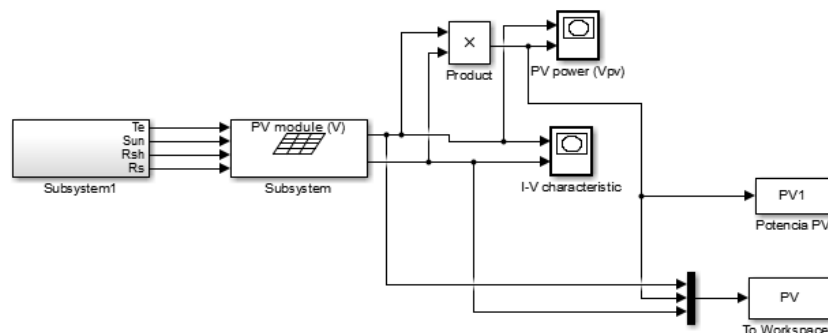 ×
Product
PV power (Vpv)
Te
Sun
Rsh
Rs
Subsystem1
PV module (V)
Subsystem
I-V characteristic
PV1
Potencia PV
PV
To Workspace